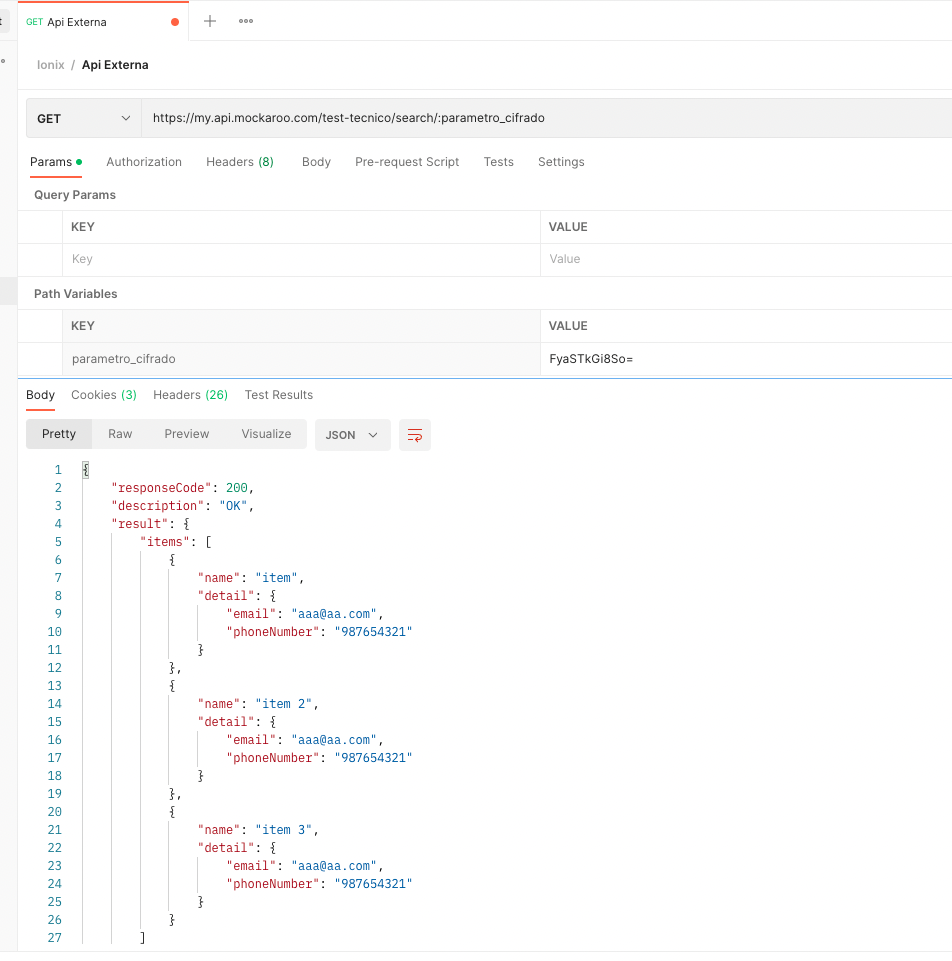 GET Api Externa
Ionix / Api Externa
GET https://my.api.mockaroo.com/test-tecnico/search/:parametro_cifrado
Params Authorization Headers (8) Body Pre-request Script Tests Settings
Query Params
KEY VALUE
Key Value
Path Variables
KEY VALUE
parametro_cifrado FyaSTkGi8So=
Body Cookies (3) Headers (26) Test Results
Pretty Raw Preview Visualize JSON
1 {
2 "responseCode": 200,
3 "description": "OK",
4 "result": {
5 "items": [
6 {
7 "name": "item",
8 "detail": {
9 "email": "aaa@aa.com",
10 "phoneNumber": "987654321"
11 }
12 },
13 {
14 "name": "item 2",
15 "detail": {
16 "email": "aaa@aa.com",
17 "phoneNumber": "987654321"
18 }
19 },
20 {
21 "name": "item 3",
22 "detail": {
23 "email": "aaa@aa.com",
24 "phoneNumber": "987654321"
25 }
26 }
27 ]